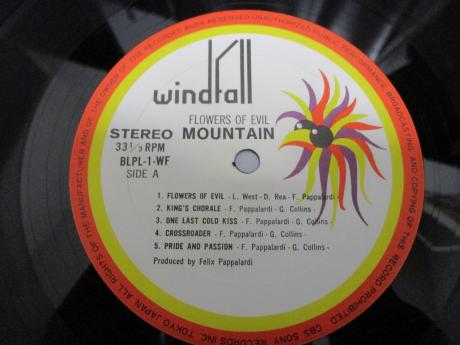 windfall
FLOWERS OF EVIL
STEREO MOUNTAIN
33 1/3 RPM
BLPL-1-WF
SIDE A
1. FLOWERS OF EVIL - L. West - D. Rea - F. Pappalardi -
2. KING'S CHORALE - F. Pappalardi - G. Collins -
3. ONE LAST COLD KISS - F. Pappalardi - G. Collins -
4. CROSSROADER - F. Pappalardi - G. Collins -
5. PRIDE AND PASSION - F. Pappalardi - G. Collins -
Produced by Felix Pappalardi
ALL RIGHTS OF THE MANUFACTURER AND OF THE OWNER OF THE RECORDED WORK RESERVED UNAUTHORIZED PUBLIC PERFORMANCE, BROADCASTING AND COPYING OF THIS RECORD PROHIBITED CBS SONY RECORDS INC. TOKYO JAPAN